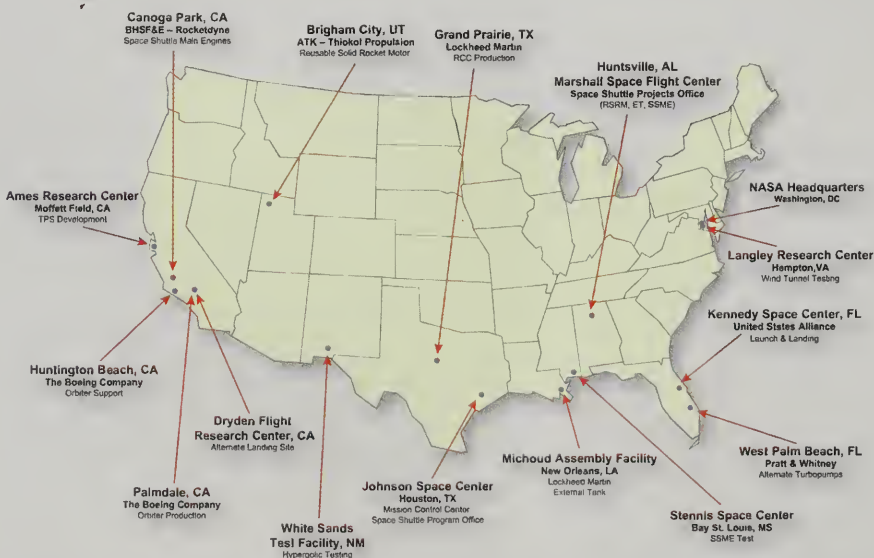 Canoga Park, CA
BHSF&E – Rocketdyne
Space Shuttle Main Engines
Brigham City, UT
ATK – Thiokol Propulsion
Reusable Solid Rocket Motor
Grand Prairie, TX
Lockheed Martin
RCC Production
Huntsville, AL
Marshall Space Flight Center
Space Shuttle Projects Office
(RSRM, ET, SSME)
Ames Research Center
Moffett Field, CA
TPS Development
NASA Headquarters
Washington, DC
Langley Research Center
Hempton,VA
Wind Tunnel Testing
Kennedy Space Center, FL
United States Alliance
Launch & Landing
Huntington Beach, CA
The Boeing Company
Orbiter Support
Dryden Flight
Research Center, CA
Alternate Landing Site
Palmdale, CA
The Boeing Company
Orbiter Production
White Sands
Test Facility, NM
Hypergolic Testing
Johnson Space Center
Houston, TX
Mission Control Center
Space Shuttle Program Office
Michoud Assembly Facility
New Orleans, LA
Lockheed Martin
External Tank
Stennis Space Center
Bay St. Louis, MS
SSME Test
West Palm Beach, FL
Pratt & Whitney
Alternate Turbopumps